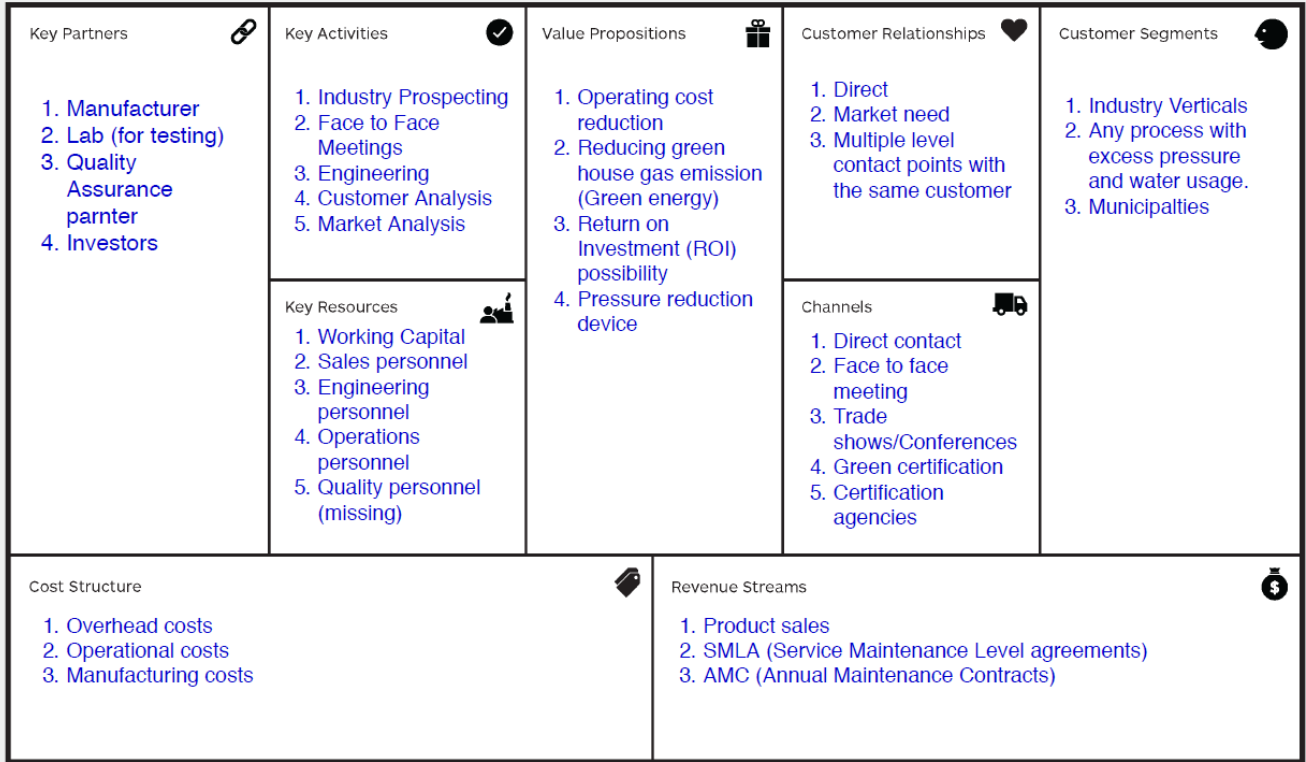 Key Partners
1. Manufacturer
2. Lab (for testing)
3. Quality
Assurance
parnter
4. Investors
Key Activities
1. Industry Prospecting
2. Face to Face
Meetings
3. Engineering
4. Customer Analysis
5. Market Analysis
Key Resources
1. Working Capital
2. Sales personnel
3. Engineering
personnel
4. Operations
personnel
5. Quality personnel
(missing)
Value Propositions
1. Operating cost
reduction
2. Reducing green
house gas emission
(Green energy)
3. Return on
Investment (ROI)
possibility
4. Pressure reduction
device
Customer Relationships
1. Direct
2. Market need
3. Multiple level
contact points with
the same customer
Channels
1. Direct contact
2. Face to face
meeting
3. Trade
shows/Conferences
4. Green certification
5. Certification
agencies
Customer Segments
1. Industry Verticals
2. Any process with
excess pressure
and water usage.
3. Municipalties
Cost Structure
1. Overhead costs
2. Operational costs
3. Manufacturing costs
Revenue Streams
$
1. Product sales
2. SMLA (Service Maintenance Level agreements)
3. AMC (Annual Maintenance Contracts)